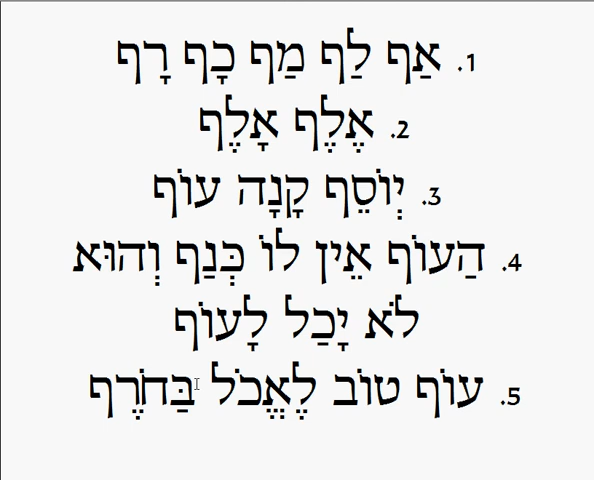 1. אַף לַף מַף כָף רָף
2. אֶלֶף אָלֶף
3. יְוֹסֵף קָנָה עוֹף
4. הַעוֹף אֵין לוֹ כְּנַף וְהוּא
לֹא יָכַל לָעוֹף
5. עוֹף טוֹב לֶאֱכֹל בַּחֹרֶף